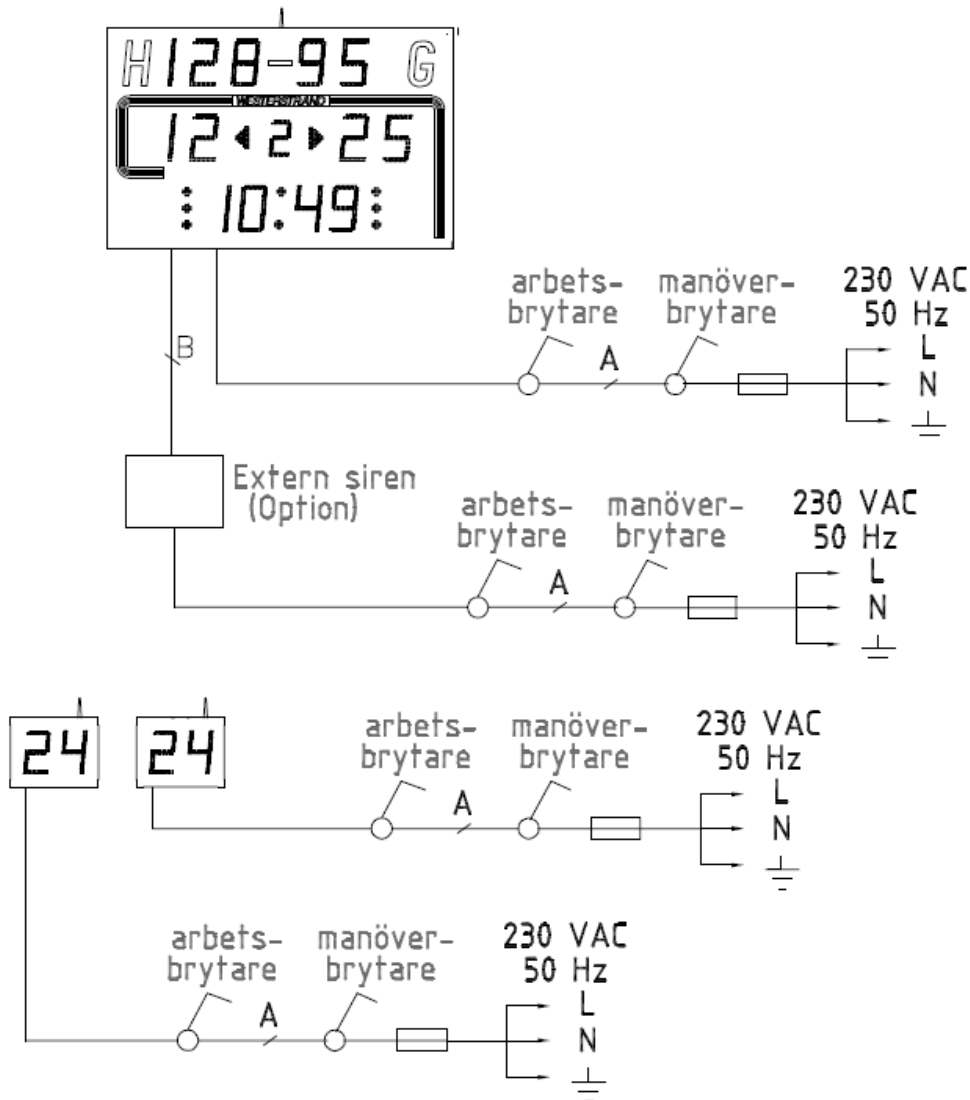 H 128-95 G
WESTERSTRAND
12 2 25
10:49
B
arbets- manöver- 230 VAC
brytare brytare 50 Hz
A
L
N
Extern siren
(Option)
arbets- manöver- 230 VAC
brytare brytare 50 Hz
A
L
N
24 24
arbets- manöver- 230 VAC
brytare brytare 50 Hz
A
L
N
arbets- manöver- 230 VAC
brytare brytare 50 Hz
A
L
N